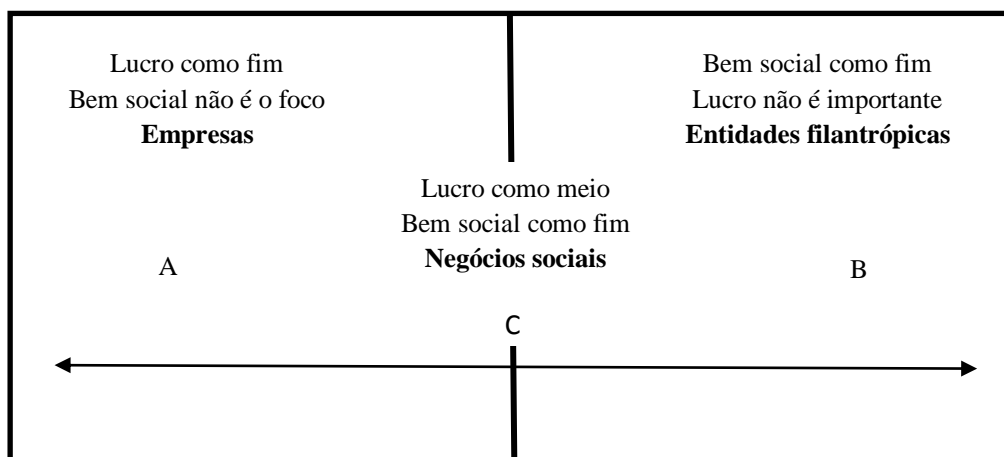 Lucro como fim
Bem social não é o foco
Empresas
Bem social como fim
Lucro não é importante
Entidades filantrópicas
Lucro como meio
Bem social como fim
Negócios sociais
A
B
C